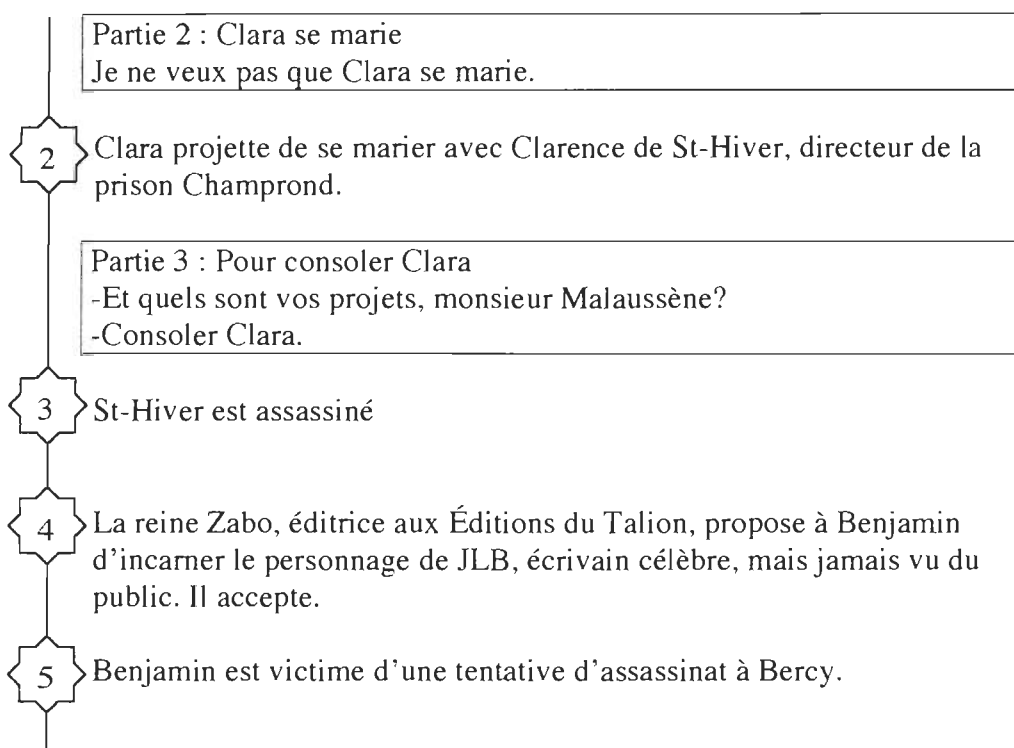 Partie 2 : Clara se marie
Je ne veux pas que Clara se marie.
2
Clara projette de se marier avec Clarence de St-Hiver, directeur de la
prison Champrond.
Partie 3 : Pour consoler Clara
-Et quels sont vos projets, monsieur Malaussène?
-Consoler Clara.
3
St-Hiver est assassiné
4
La reine Zabo, éditrice aux Éditions du Talion, propose à Benjamin
d'incarner le personnage de JLB, écrivain célèbre, mais jamais vu du
public. Il accepte.
5
Benjamin est victime d'une tentative d'assassinat à Bercy.